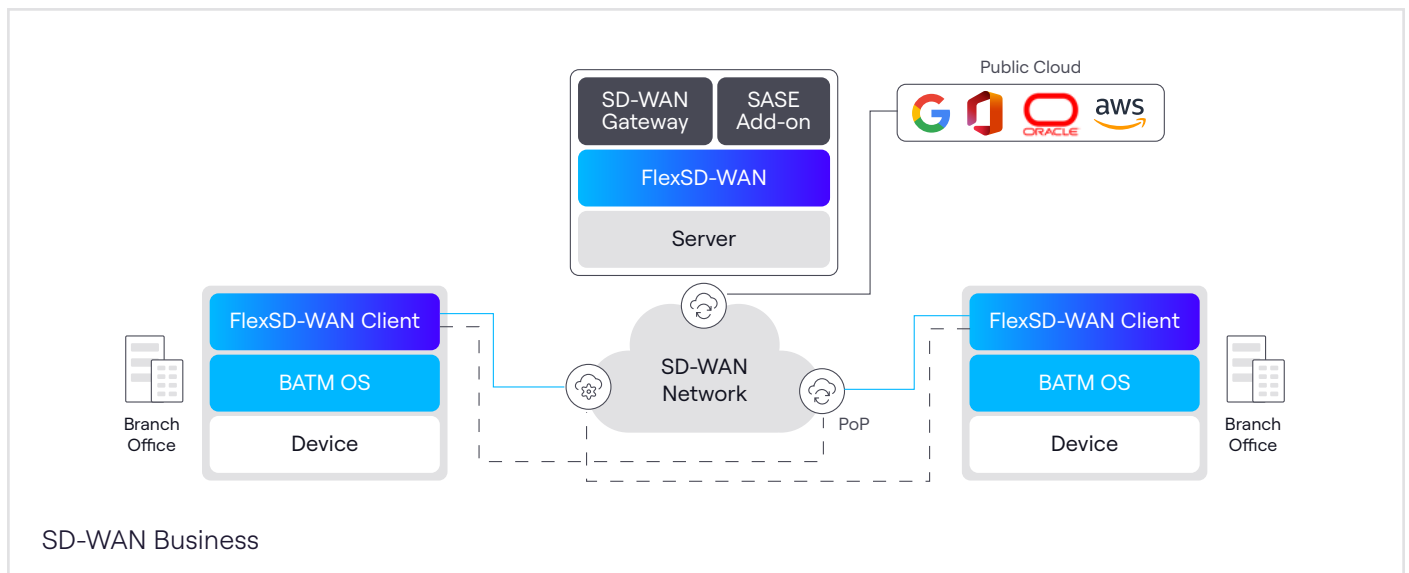 Public Cloud
SD-WAN
Gateway
SASE
Add-on
ORACLE
aws
FlexSD-WAN
Server
FlexSD-WAN Client
BATM OS
Device
Branch
Office
SD-WAN
Network
PoP
FlexSD-WAN Client
BATM OS
Device
Branch
Office
SD-WAN Business